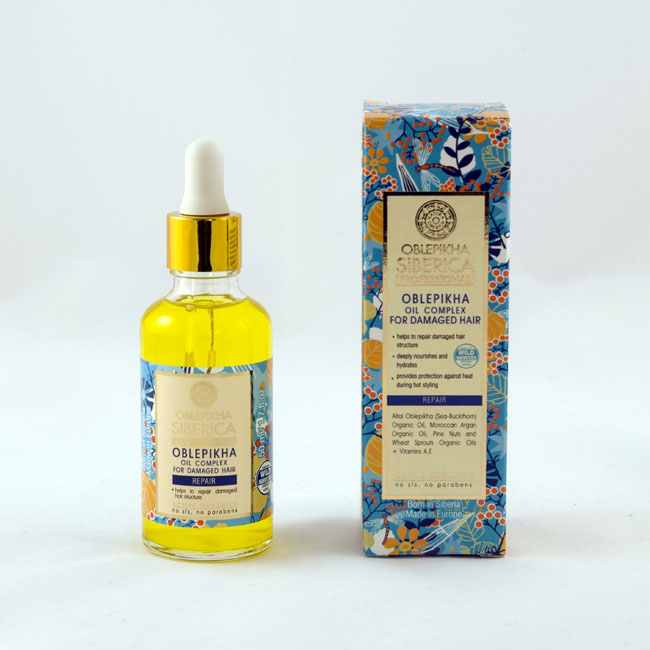 OBLEPIKHA
SIBERICA
OBLEPIKHA
OIL COMPLEX
FOR DAMAGED HAIR
REPAIR
• helps to repair damaged
hair structure
no sls, no parabens
OBLEPIKHA
SIBERICA
PROFESSIONAL
OBLEPIKHA
OIL COMPLEX
FOR DAMAGED HAIR
• helps to repair damaged hair
structure
• deeply nourishes and
hydrates
• provides protection against heat
during hot styling
WILD
REPAIR
Altai Oblepikha (Sea-Buckthorn)
Organic Oil, Moroccan Argan
Organic Oil, Pine Nuts and
Wheat Sprouts Organic Oils
+ Vitamins A,E
no sls, no parabens
Born in Siberia
Made in Europe